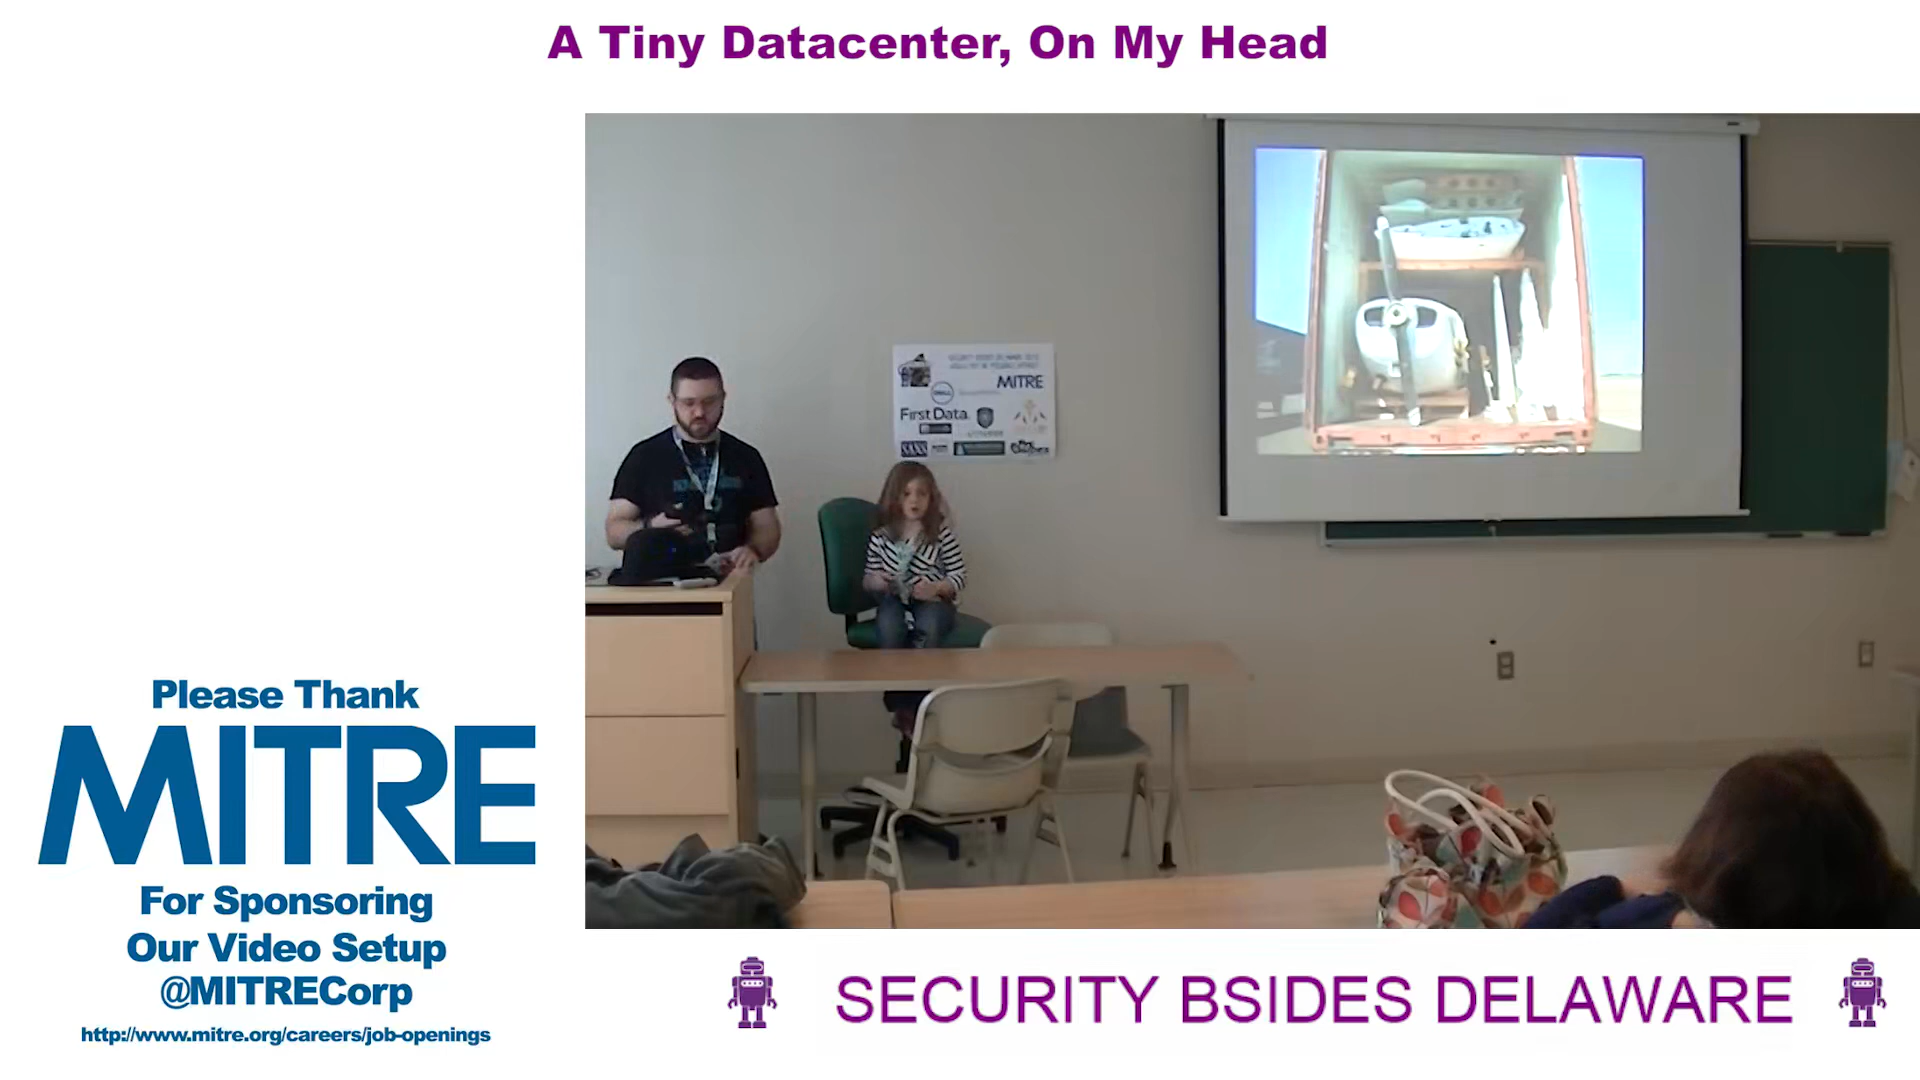 A Tiny Datacenter, On My Head
MITRE
DELL
First Data
Please Thank
MITRE
For Sponsoring
Our Video Setup
@MITRECorp
http://www.mitre.org/careers/job-openings
SECURITY BSIDES DELAWARE